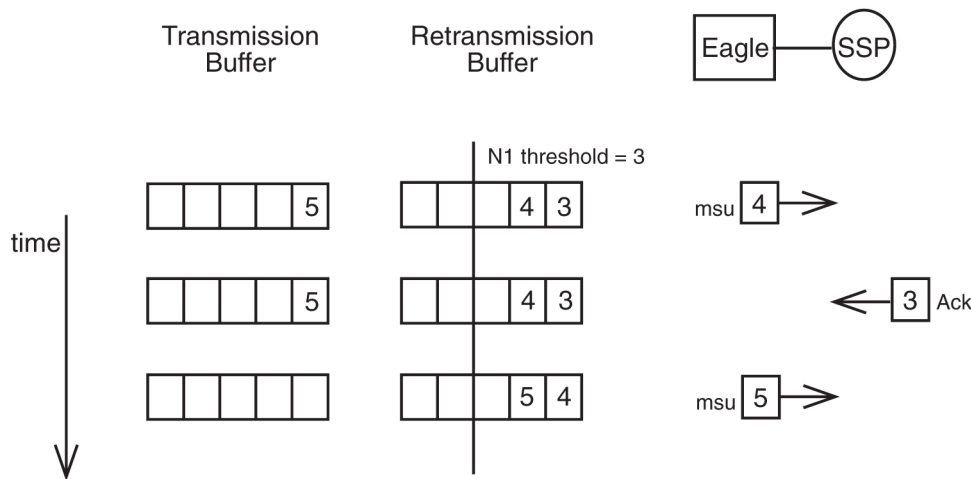 Transmission
Buffer
Retransmission
Buffer
Eagle
SSP
N1 threshold = 3
time
5
4 3
msu 4
5
4 3
3 Ack
5 4
msu 5